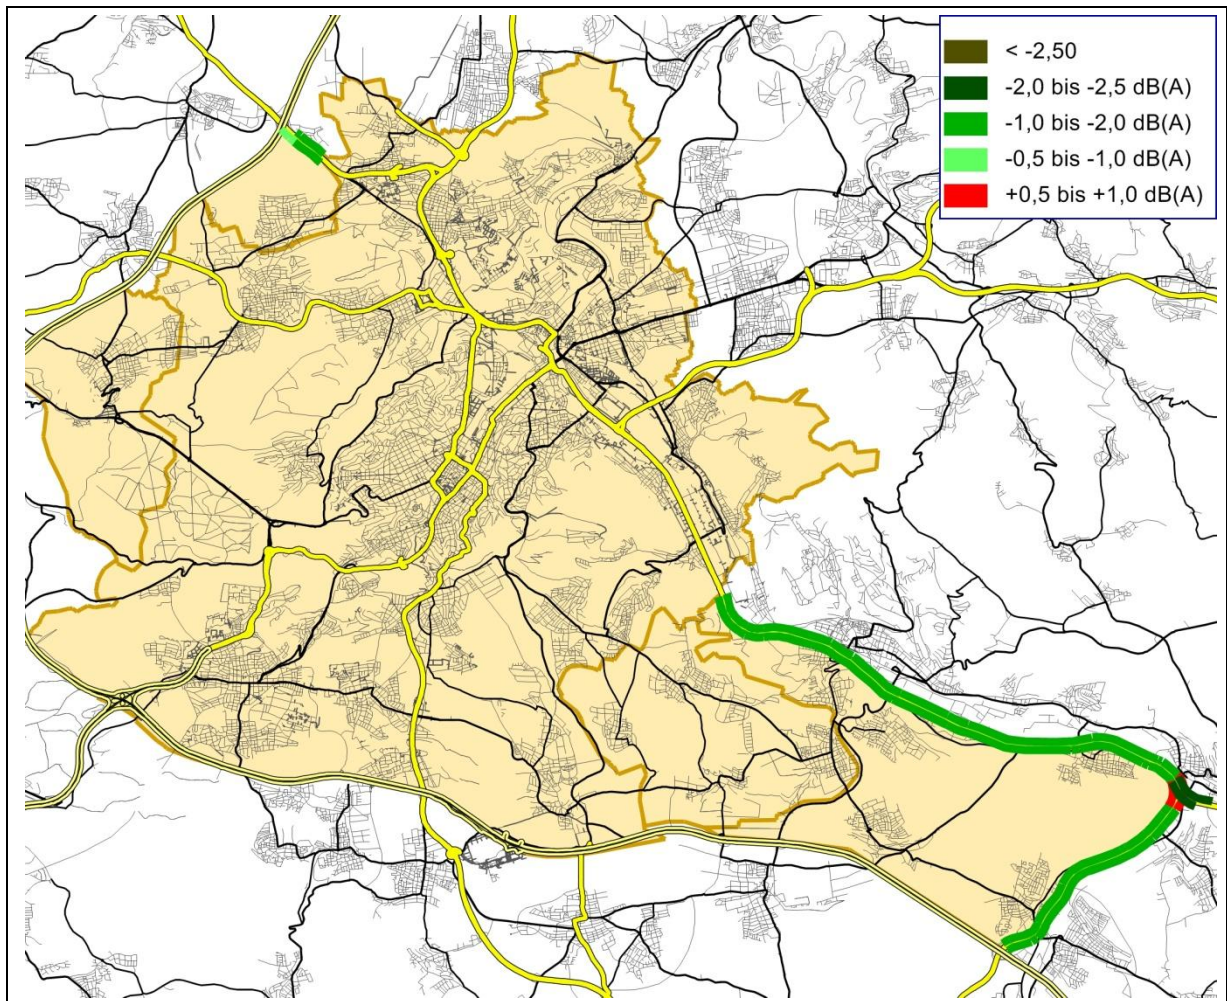 < -2,50
-2,0 bis -2,5 dB(A)
-1,0 bis -2,0 dB(A)
-0,5 bis -1,0 dB(A)
+0,5 bis +1,0 dB(A)